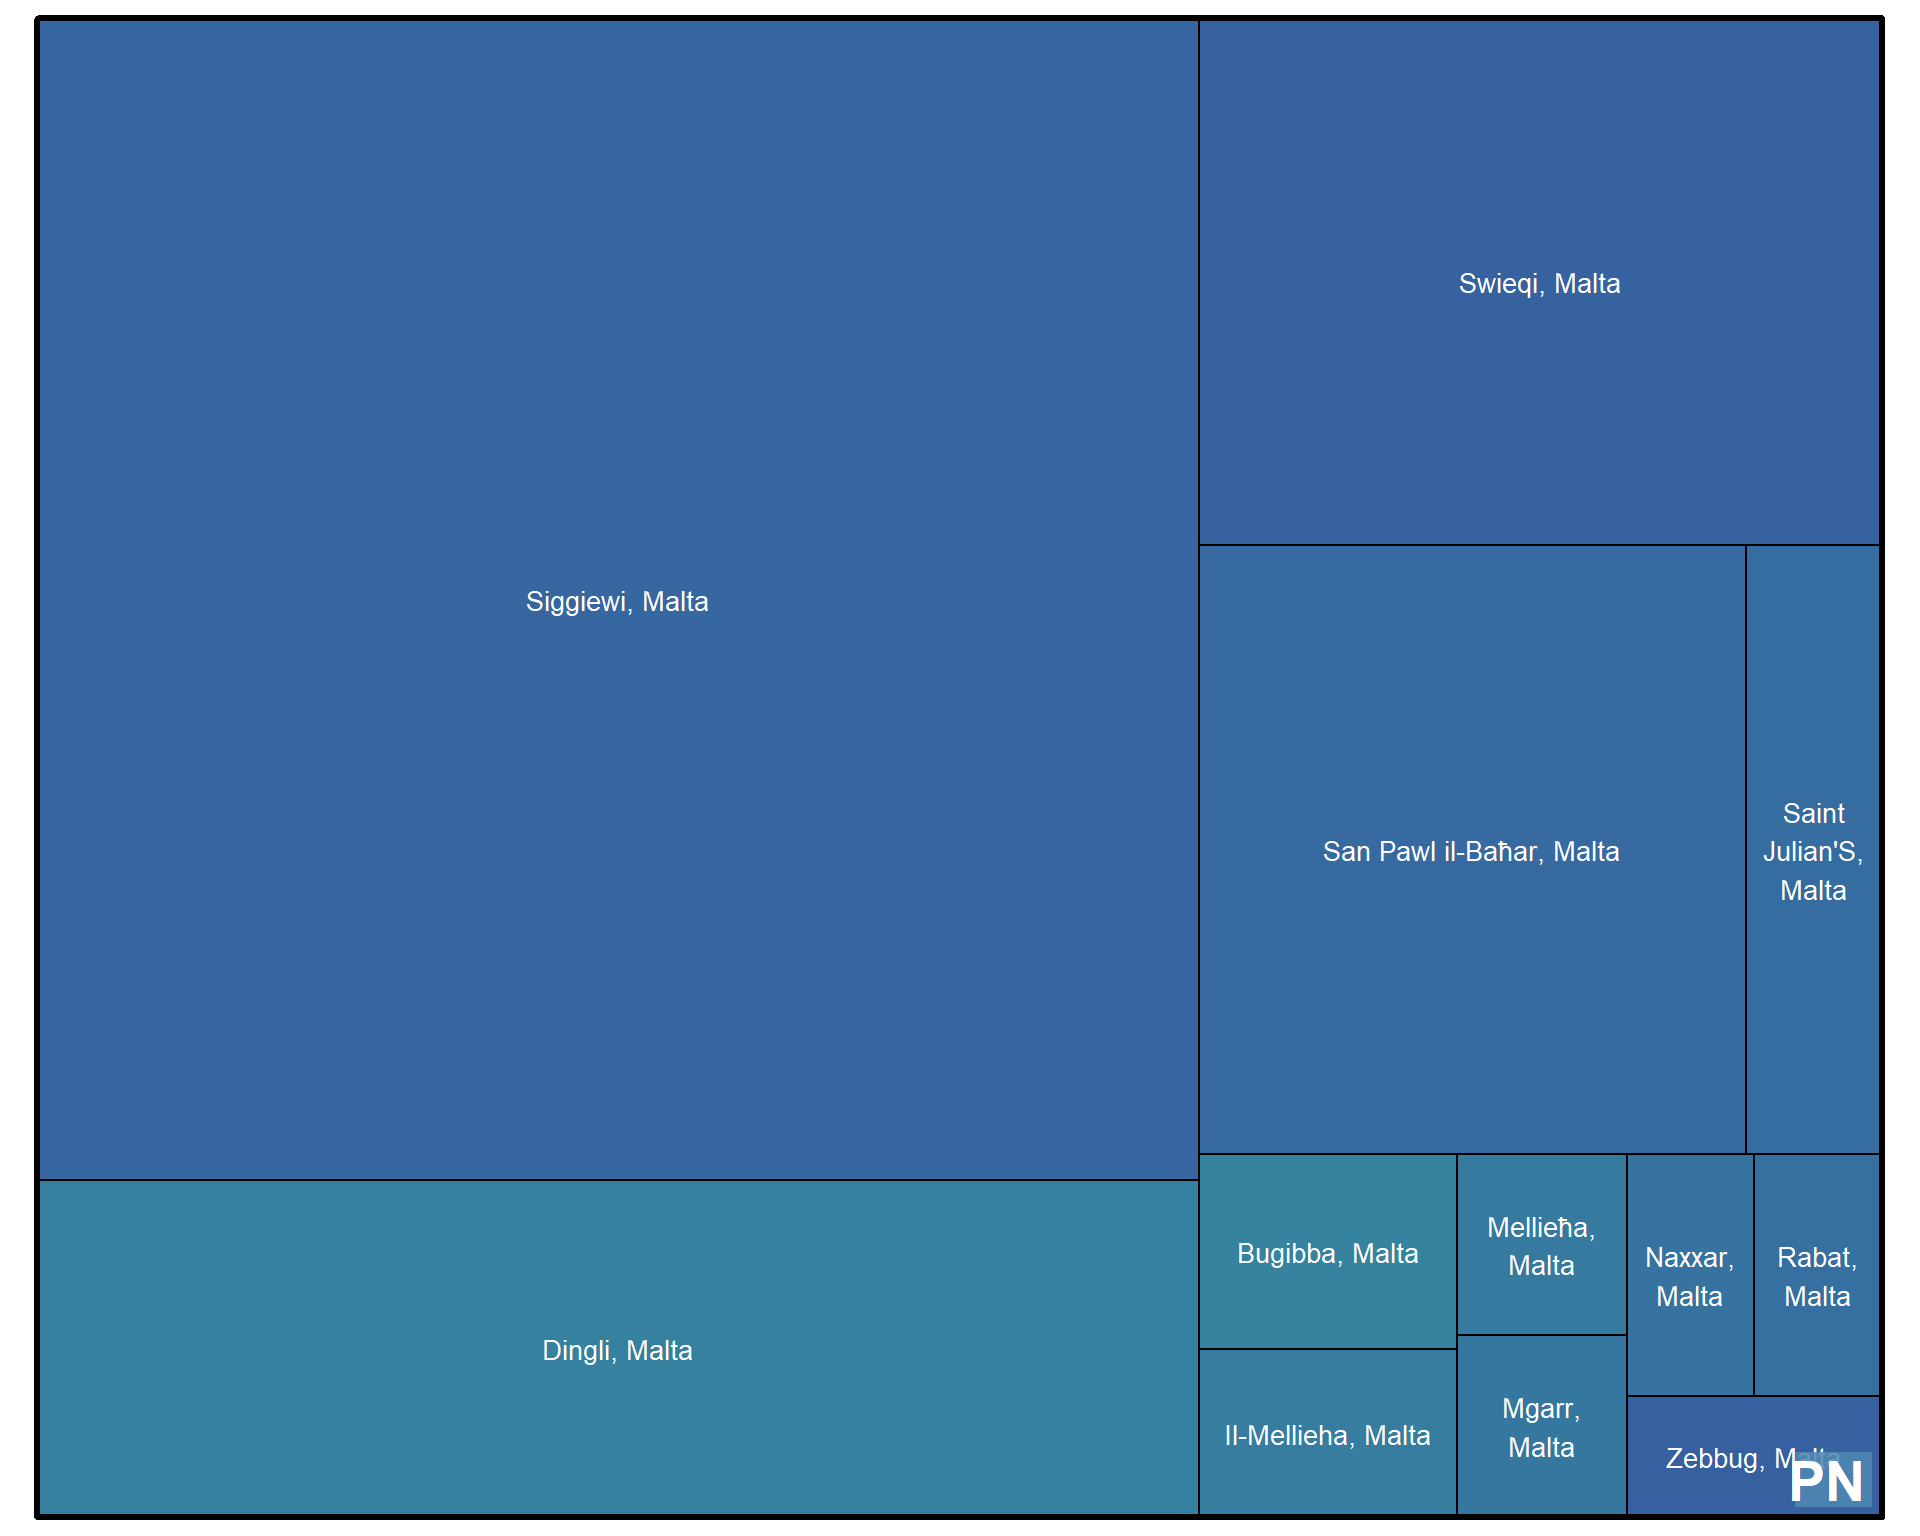 Siggiewi, Malta
Dingli, Malta
Swieqi, Malta
San Pawl il-Baħar, Malta
Saint
Julian'S,
Malta
Bugibba, Malta
Il-Mellieha, Malta
Mellieħa,
Malta
Mgarr,
Malta
Naxxar,
Malta
Rabat,
Malta
Zebbug, Malta
PN